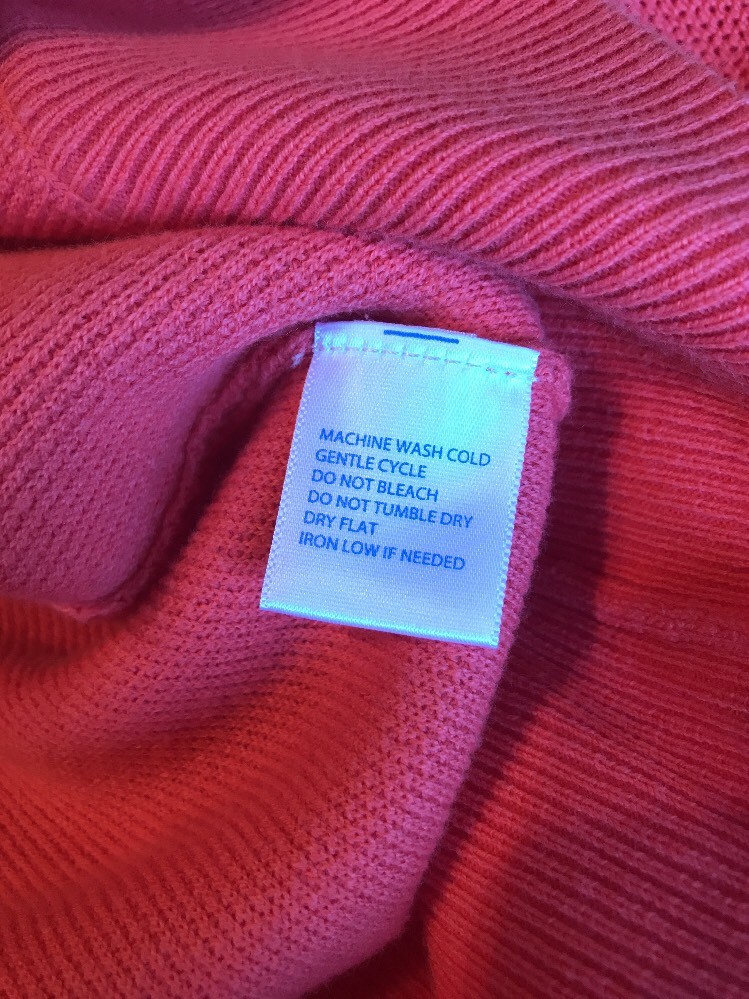 MACHINE WASH COLD
GENTLE CYCLE
DO NOT BLEACH
DO NOT TUMBLE DRY
DRY FLAT
IRON LOW IF NEEDED